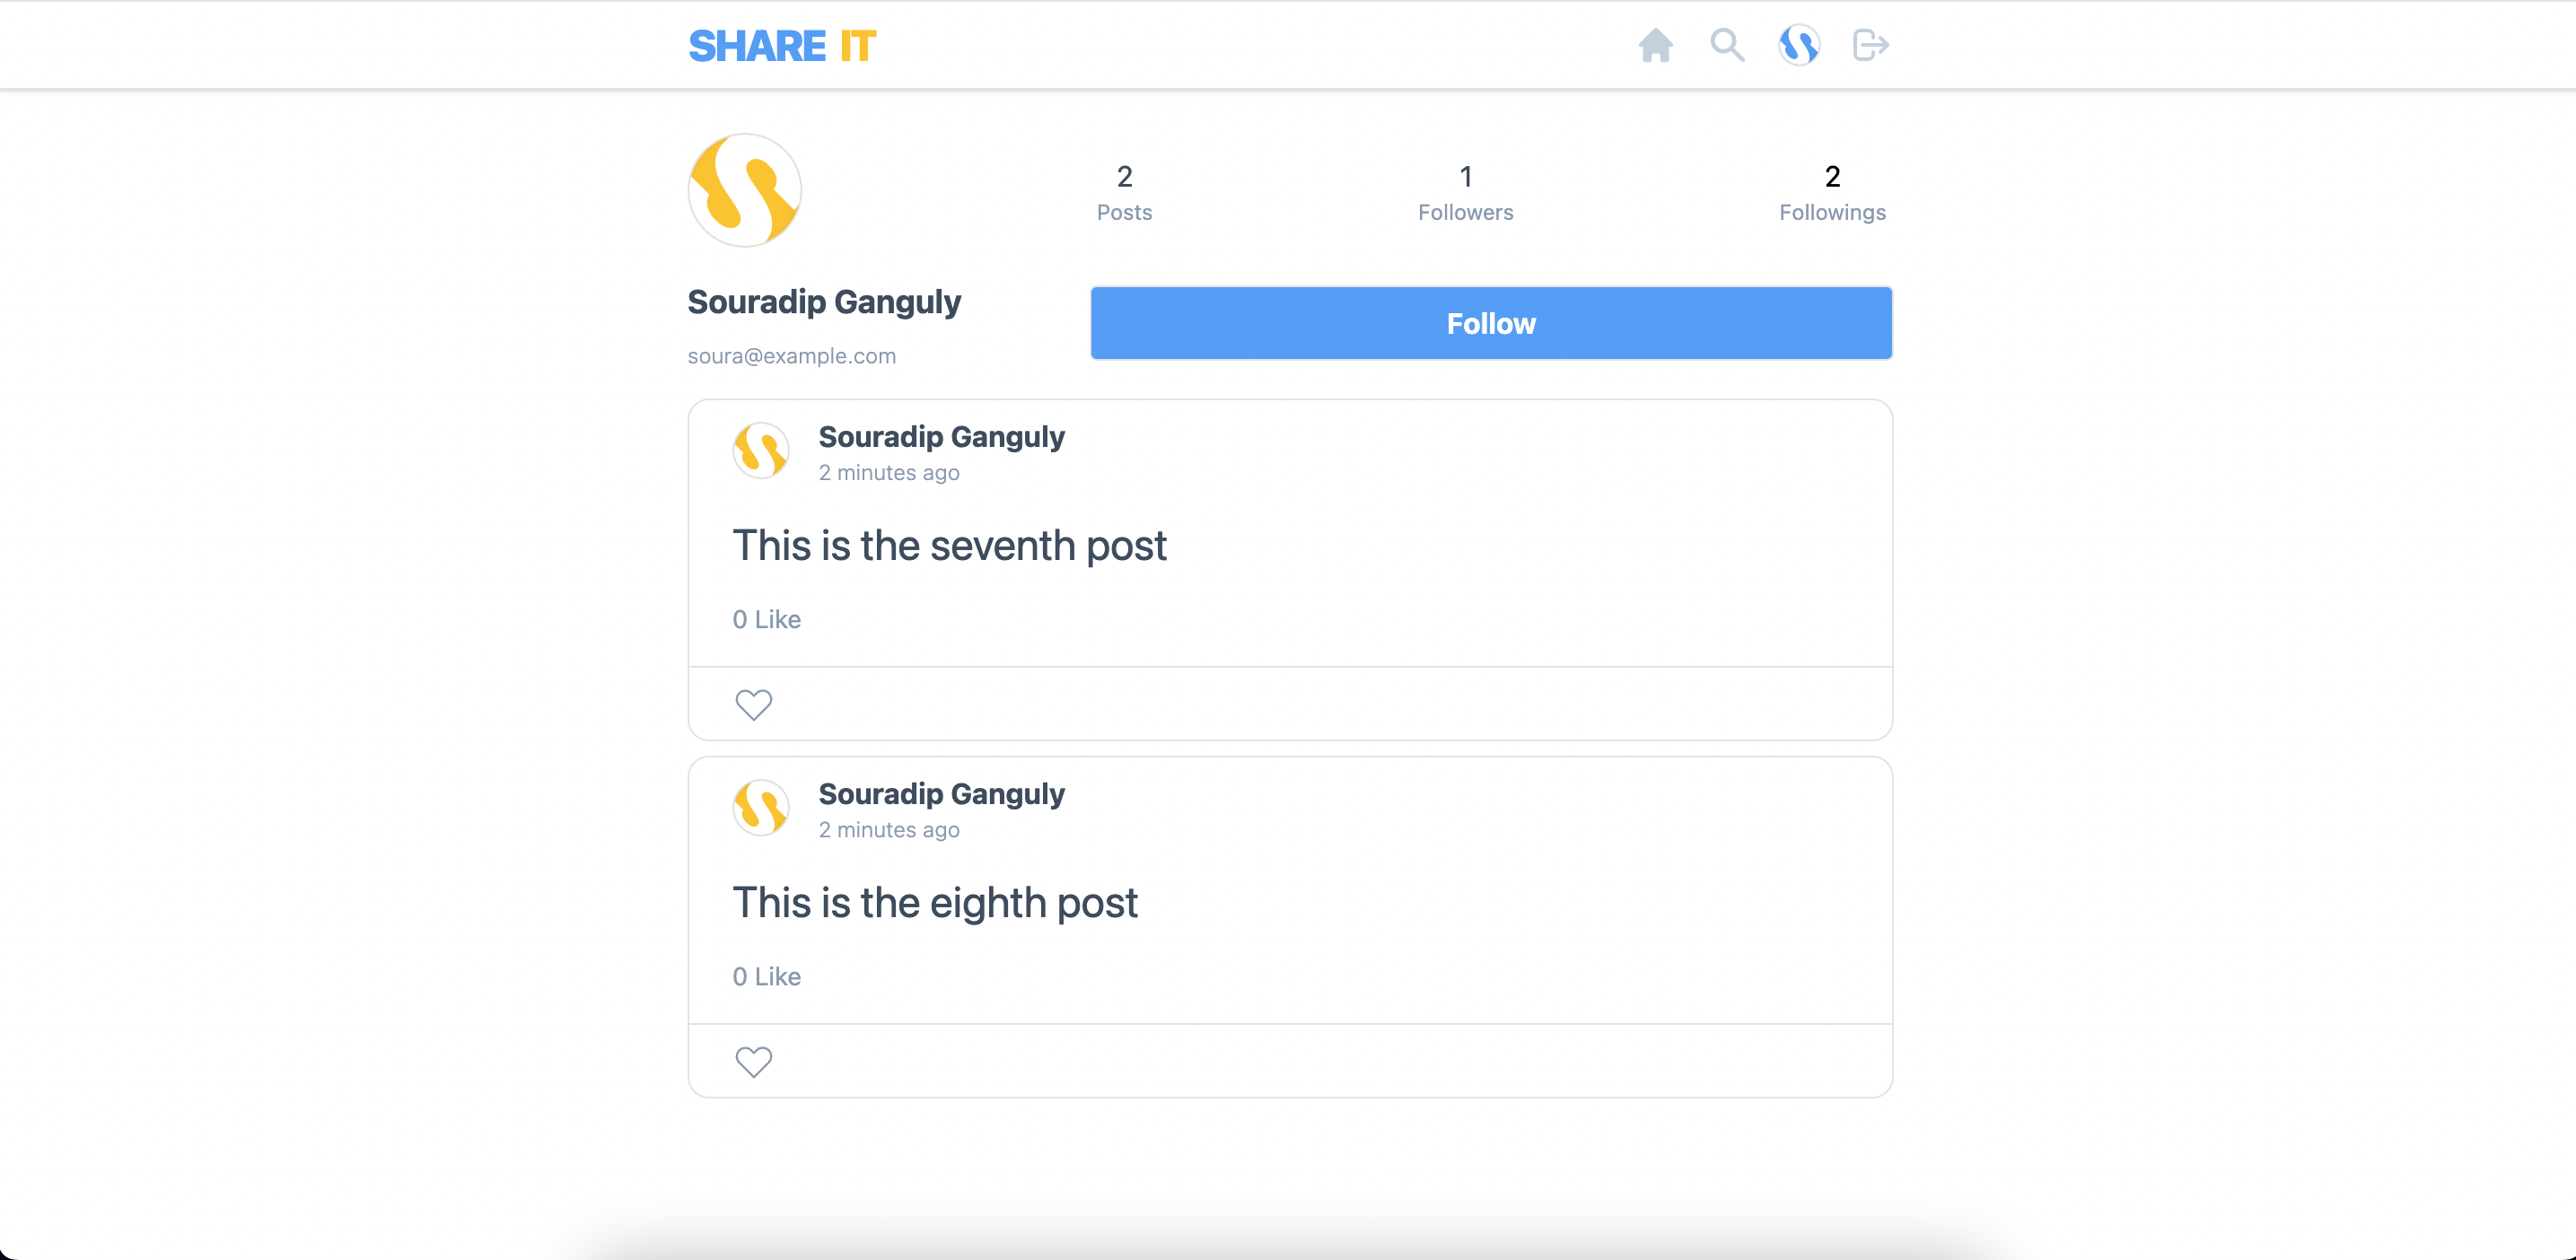 SHARE IT
2
Posts
1
Followers
2
Followings
Souradip Ganguly
soura@example.com
Follow
Souradip Ganguly
2 minutes ago
This is the seventh post
0 Like
Souradip Ganguly
2 minutes ago
This is the eighth post
0 Like